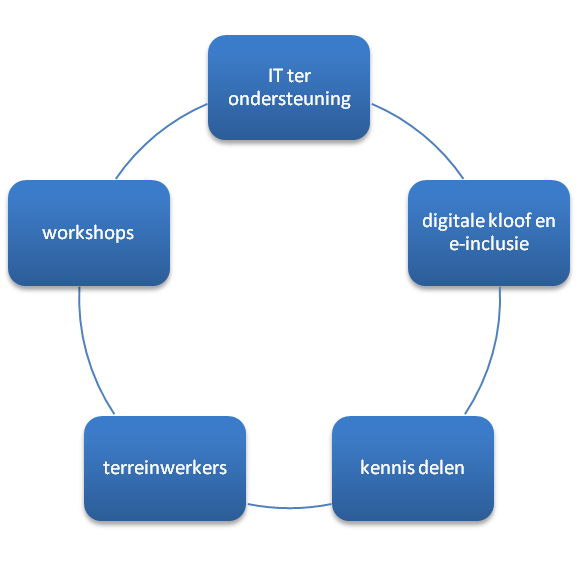 IT ter
ondersteuning
digitale kloof en
e-inclusie
kennis delen
terreinwerkers
workshops